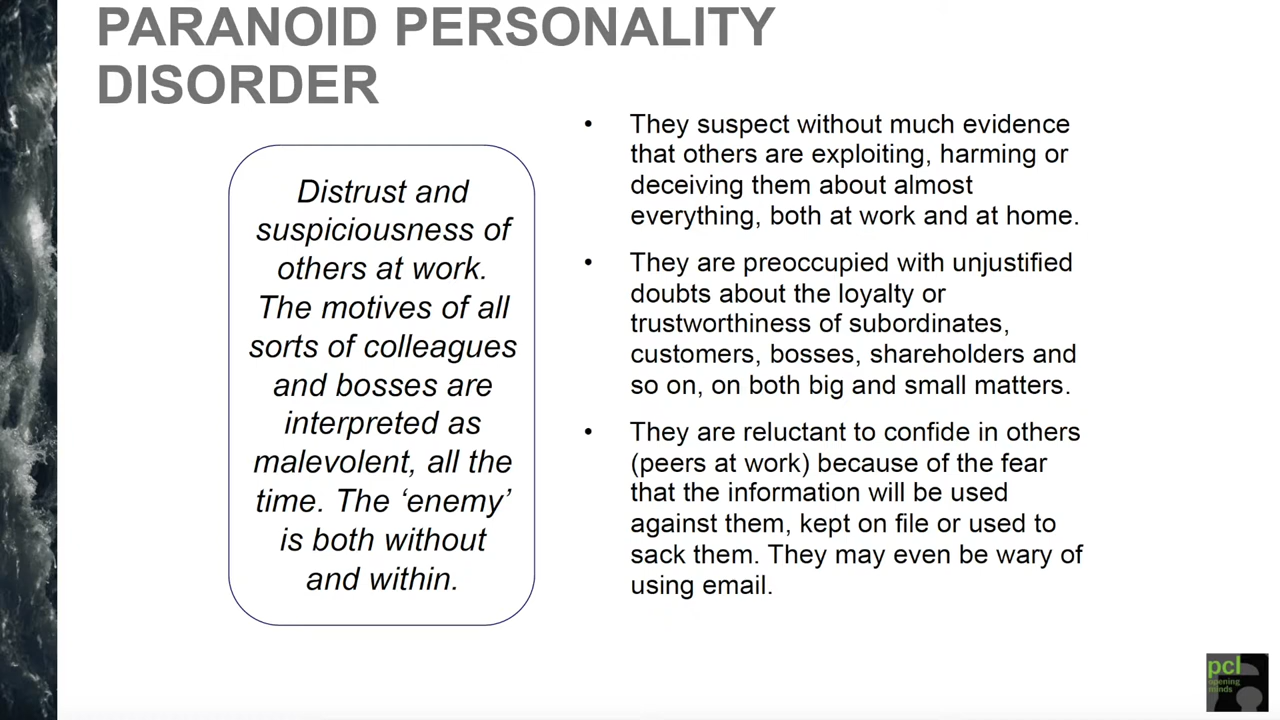 PARANOID PERSONALITY
DISORDER
Distrust and
suspiciousness of
others at work.
The motives of all
sorts of colleagues
and bosses are
interpreted as
malevolent, all the
time. The ‘enemy’
is both without
and within.
• They suspect without much evidence
that others are exploiting, harming or
deceiving them about almost
everything, both at work and at home.
• They are preoccupied with unjustified
doubts about the loyalty or
trustworthiness of subordinates,
customers, bosses, shareholders and
so on, on both big and small matters.
• They are reluctant to confide in others
(peers at work) because of the fear
that the information will be used
against them, kept on file or used to
sack them. They may even be wary of
using email.
pcl
opening
minds